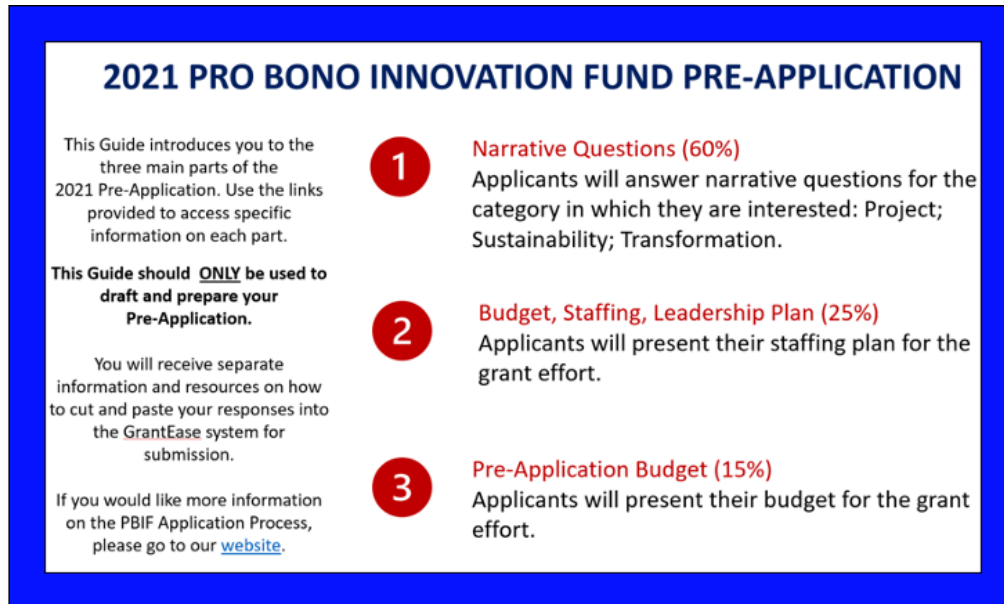 2021 PRO BONO INNOVATION FUND PRE-APPLICATION
This Guide introduces you to the
three main parts of the
2021 Pre-Application. Use the links
provided to access specific
information on each part.
This Guide should ONLY be used to
draft and prepare your
Pre-Application.
You will receive separate
information and resources on how
to cut and paste your responses into
the GrantEase system for
submission.
If you would like more information
on the PBIF Application Process,
please go to our website.
1
Narrative Questions (60%)
Applicants will answer narrative questions for the
category in which they are interested: Project;
Sustainability; Transformation.
2
Budget, Staffing, Leadership Plan (25%)
Applicants will present their staffing plan for the
grant effort.
3
Pre-Application Budget (15%)
Applicants will present their budget for the grant
effort.